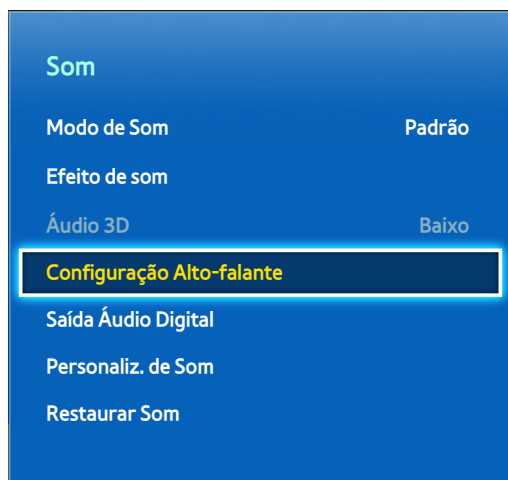 Som
Modo de Som Padrão
Efeito de som
Áudio 3D Baixo
Configuração Alto-falante
Saída Áudio Digital
Personaliz. de Som
Restaurar Som